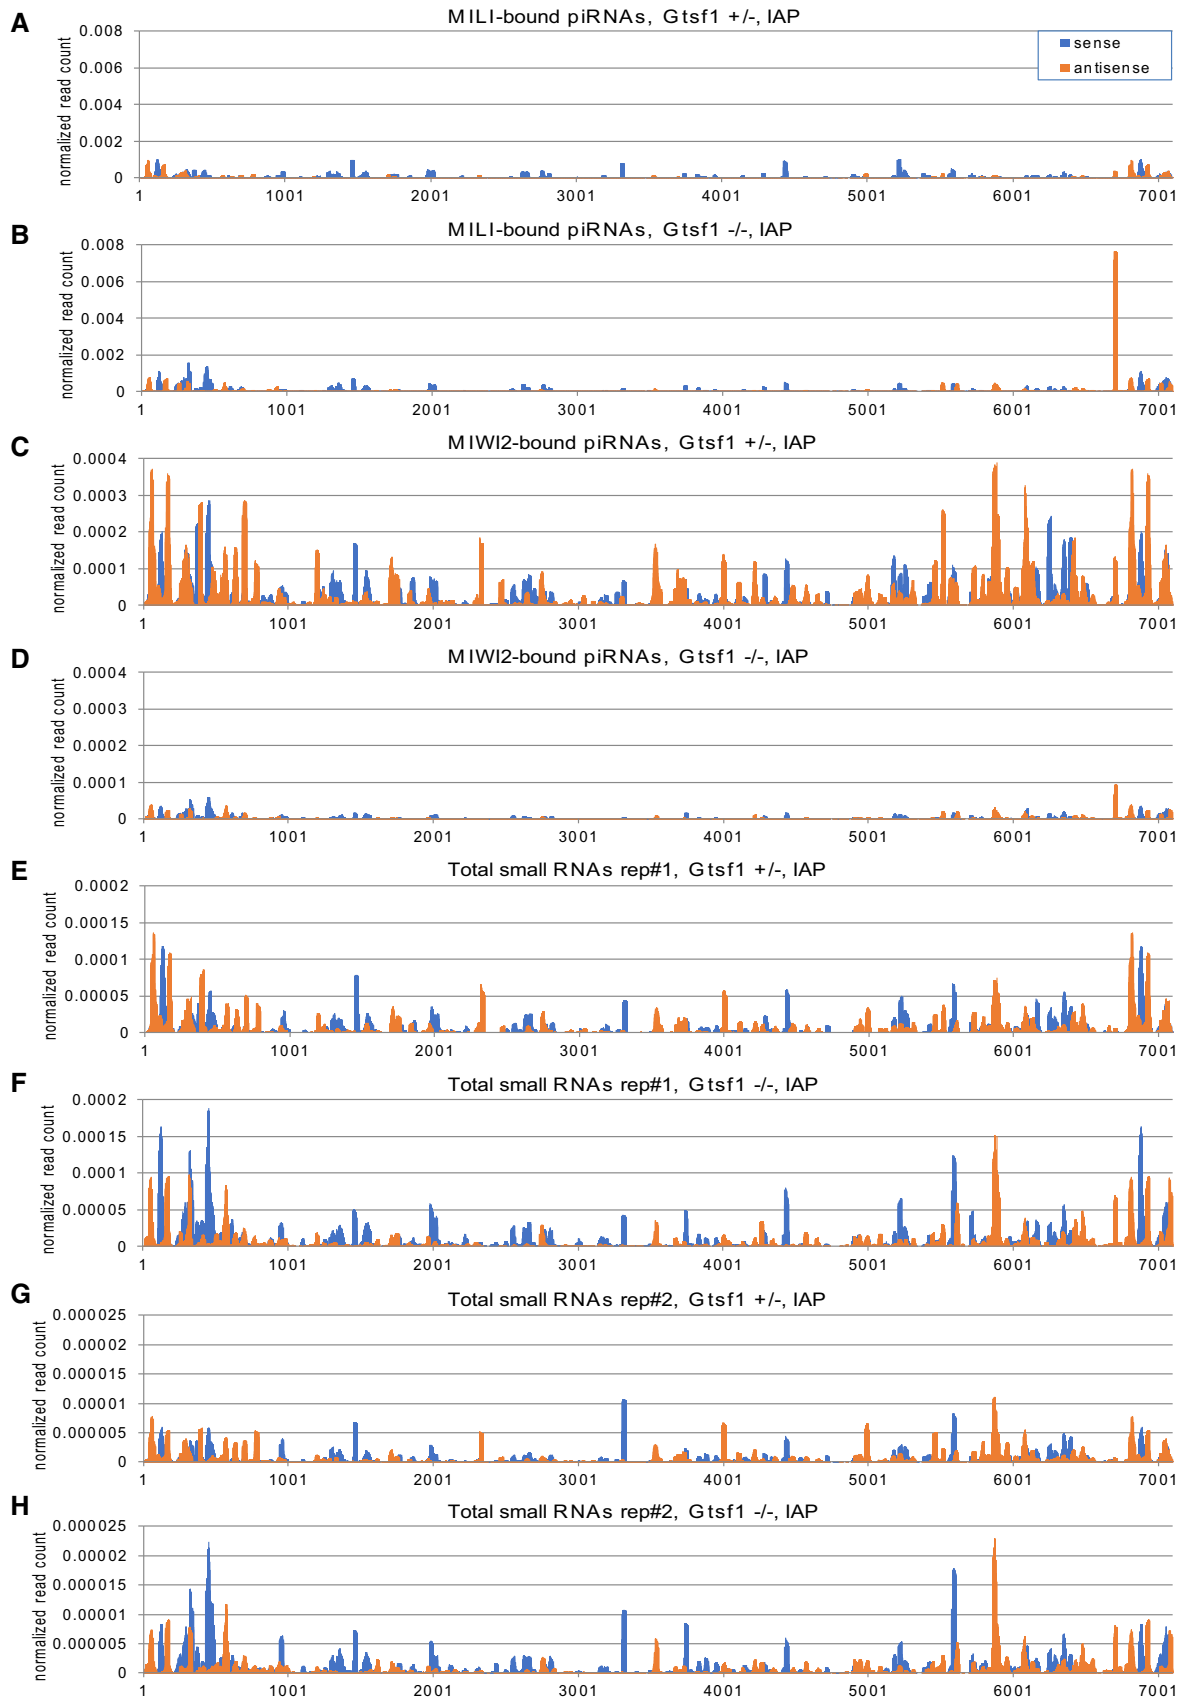 A
MILI-bound piRNAs, Gtsf1 +/-, IAP
normalized read count
0.008
0.006
0.004
0.002
0
sense
antisense
1 1001 2001 3001 4001 5001 6001 7001
B
MILI-bound piRNAs, Gtsf1 -/-, IAP
normalized read count
0.008
0.006
0.004
0.002
0
1 1001 2001 3001 4001 5001 6001 7001
C
MIWI2-bound piRNAs, Gtsf1 +/-, IAP
normalized read count
0.0004
0.0003
0.0002
0.0001
0
1 1001 2001 3001 4001 5001 6001 7001
D
MIWI2-bound piRNAs, Gtsf1 -/-, IAP
normalized read count
0.0004
0.0003
0.0002
0.0001
0
1 1001 2001 3001 4001 5001 6001 7001
E
Total small RNAs rep#1, Gtsf1 +/-, IAP
normalized read count
0.0002
0.00015
0.0001
0.00005
0
1 1001 2001 3001 4001 5001 6001 7001
F
Total small RNAs rep#1, Gtsf1 -/-, IAP
normalized read count
0.0002
0.00015
0.0001
0.00005
0
1 1001 2001 3001 4001 5001 6001 7001
G
Total small RNAs rep#2, Gtsf1 +/-, IAP
normalized read count
0.000025
0.00002
0.000015
0.00001
0.000005
0
1 1001 2001 3001 4001 5001 6001 7001
H
Total small RNAs rep#2, Gtsf1 -/-, IAP
normalized read count
0.000025
0.00002
0.000015
0.00001
0.000005
0
1 1001 2001 3001 4001 5001 6001 7001